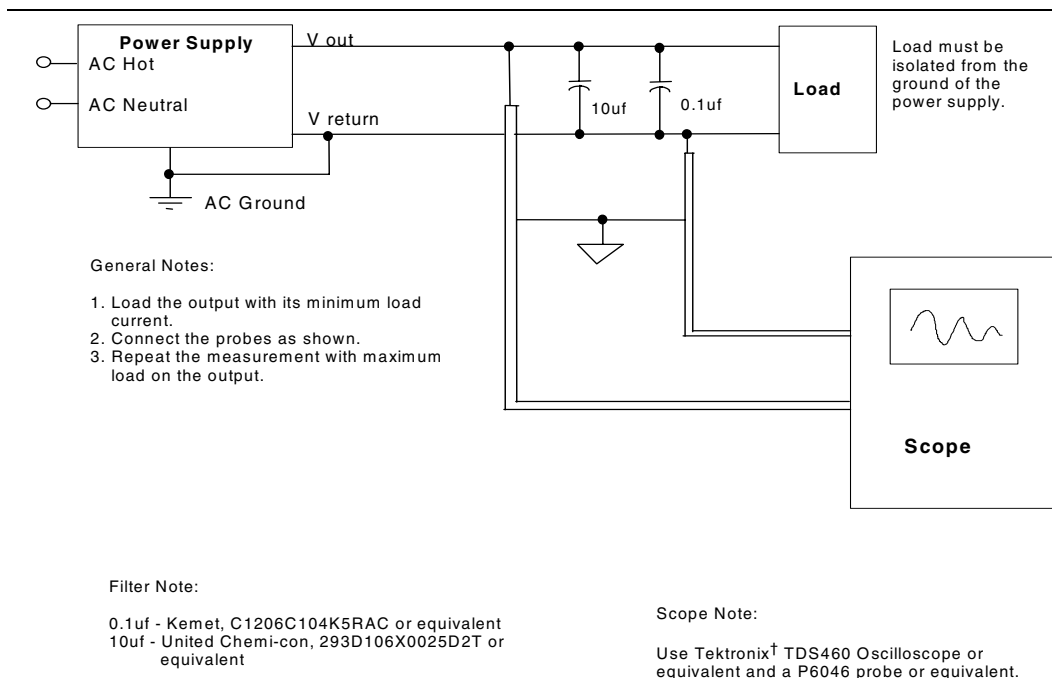 Power Supply
V out
AC Hot
AC Neutral
V return
10uf
0.1uf
Load
Load must be
isolated from the
ground of the
power supply.
AC Ground
General Notes:
1. Load the output with its minimum load
current.
2. Connect the probes as shown.
3. Repeat the measurement with maximum
load on the output.
Scope
Filter Note:
0.1uf - Kemet, C1206C104K5RAC or equivalent
10uf - United Chemi-con, 293D106X0025D2T or
equivalent
Scope Note:
Use Tektronix† TDS460 Oscilloscope or
equivalent and a P6046 probe or equivalent.